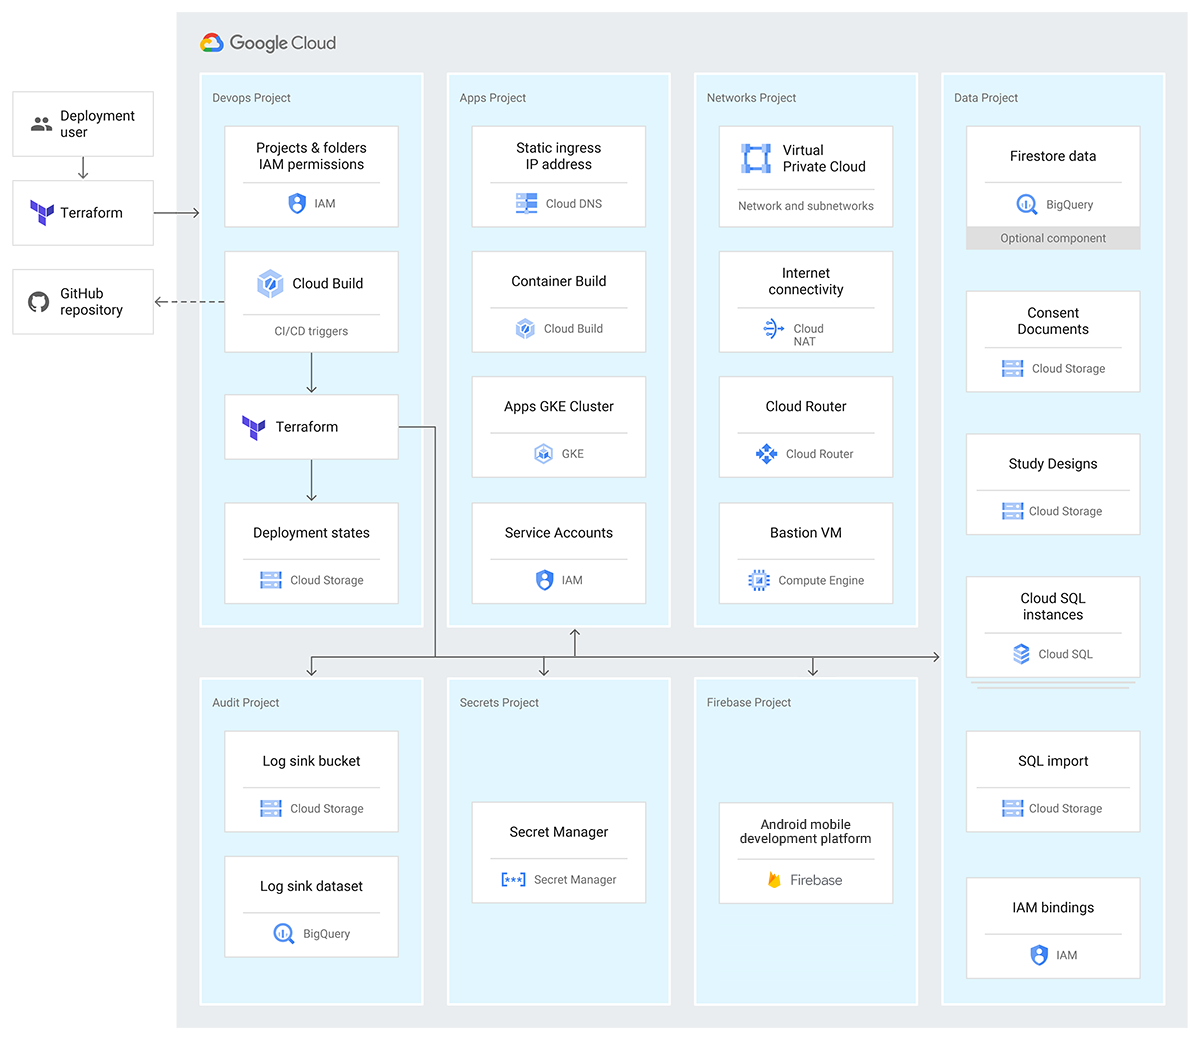 Google Cloud
Deployment
user
Terraform
GitHub
repository
Devops Project
Projects & folders
IAM permissions
IAM
Cloud Build
CI/CD triggers
Terraform
Deployment states
Cloud Storage
Apps Project
Static ingress
IP address
Cloud DNS
Container Build
Cloud Build
Apps GKE Cluster
GKE
Service Accounts
IAM
Networks Project
Virtual
Private Cloud
Network and subnetworks
Internet
connectivity
Cloud
NAT
Cloud Router
Cloud Router
Bastion VM
Compute Engine
Data Project
Firestore data
BigQuery
Optional component
Consent
Documents
Cloud Storage
Study Designs
Cloud Storage
Cloud SQL
instances
Cloud SQL
SQL import
Cloud Storage
IAM bindings
IAM
Audit Project
Log sink bucket
Cloud Storage
Log sink dataset
BigQuery
Secrets Project
Secret Manager
[***] Secret Manager
Firebase Project
Android mobile
development platform
Firebase